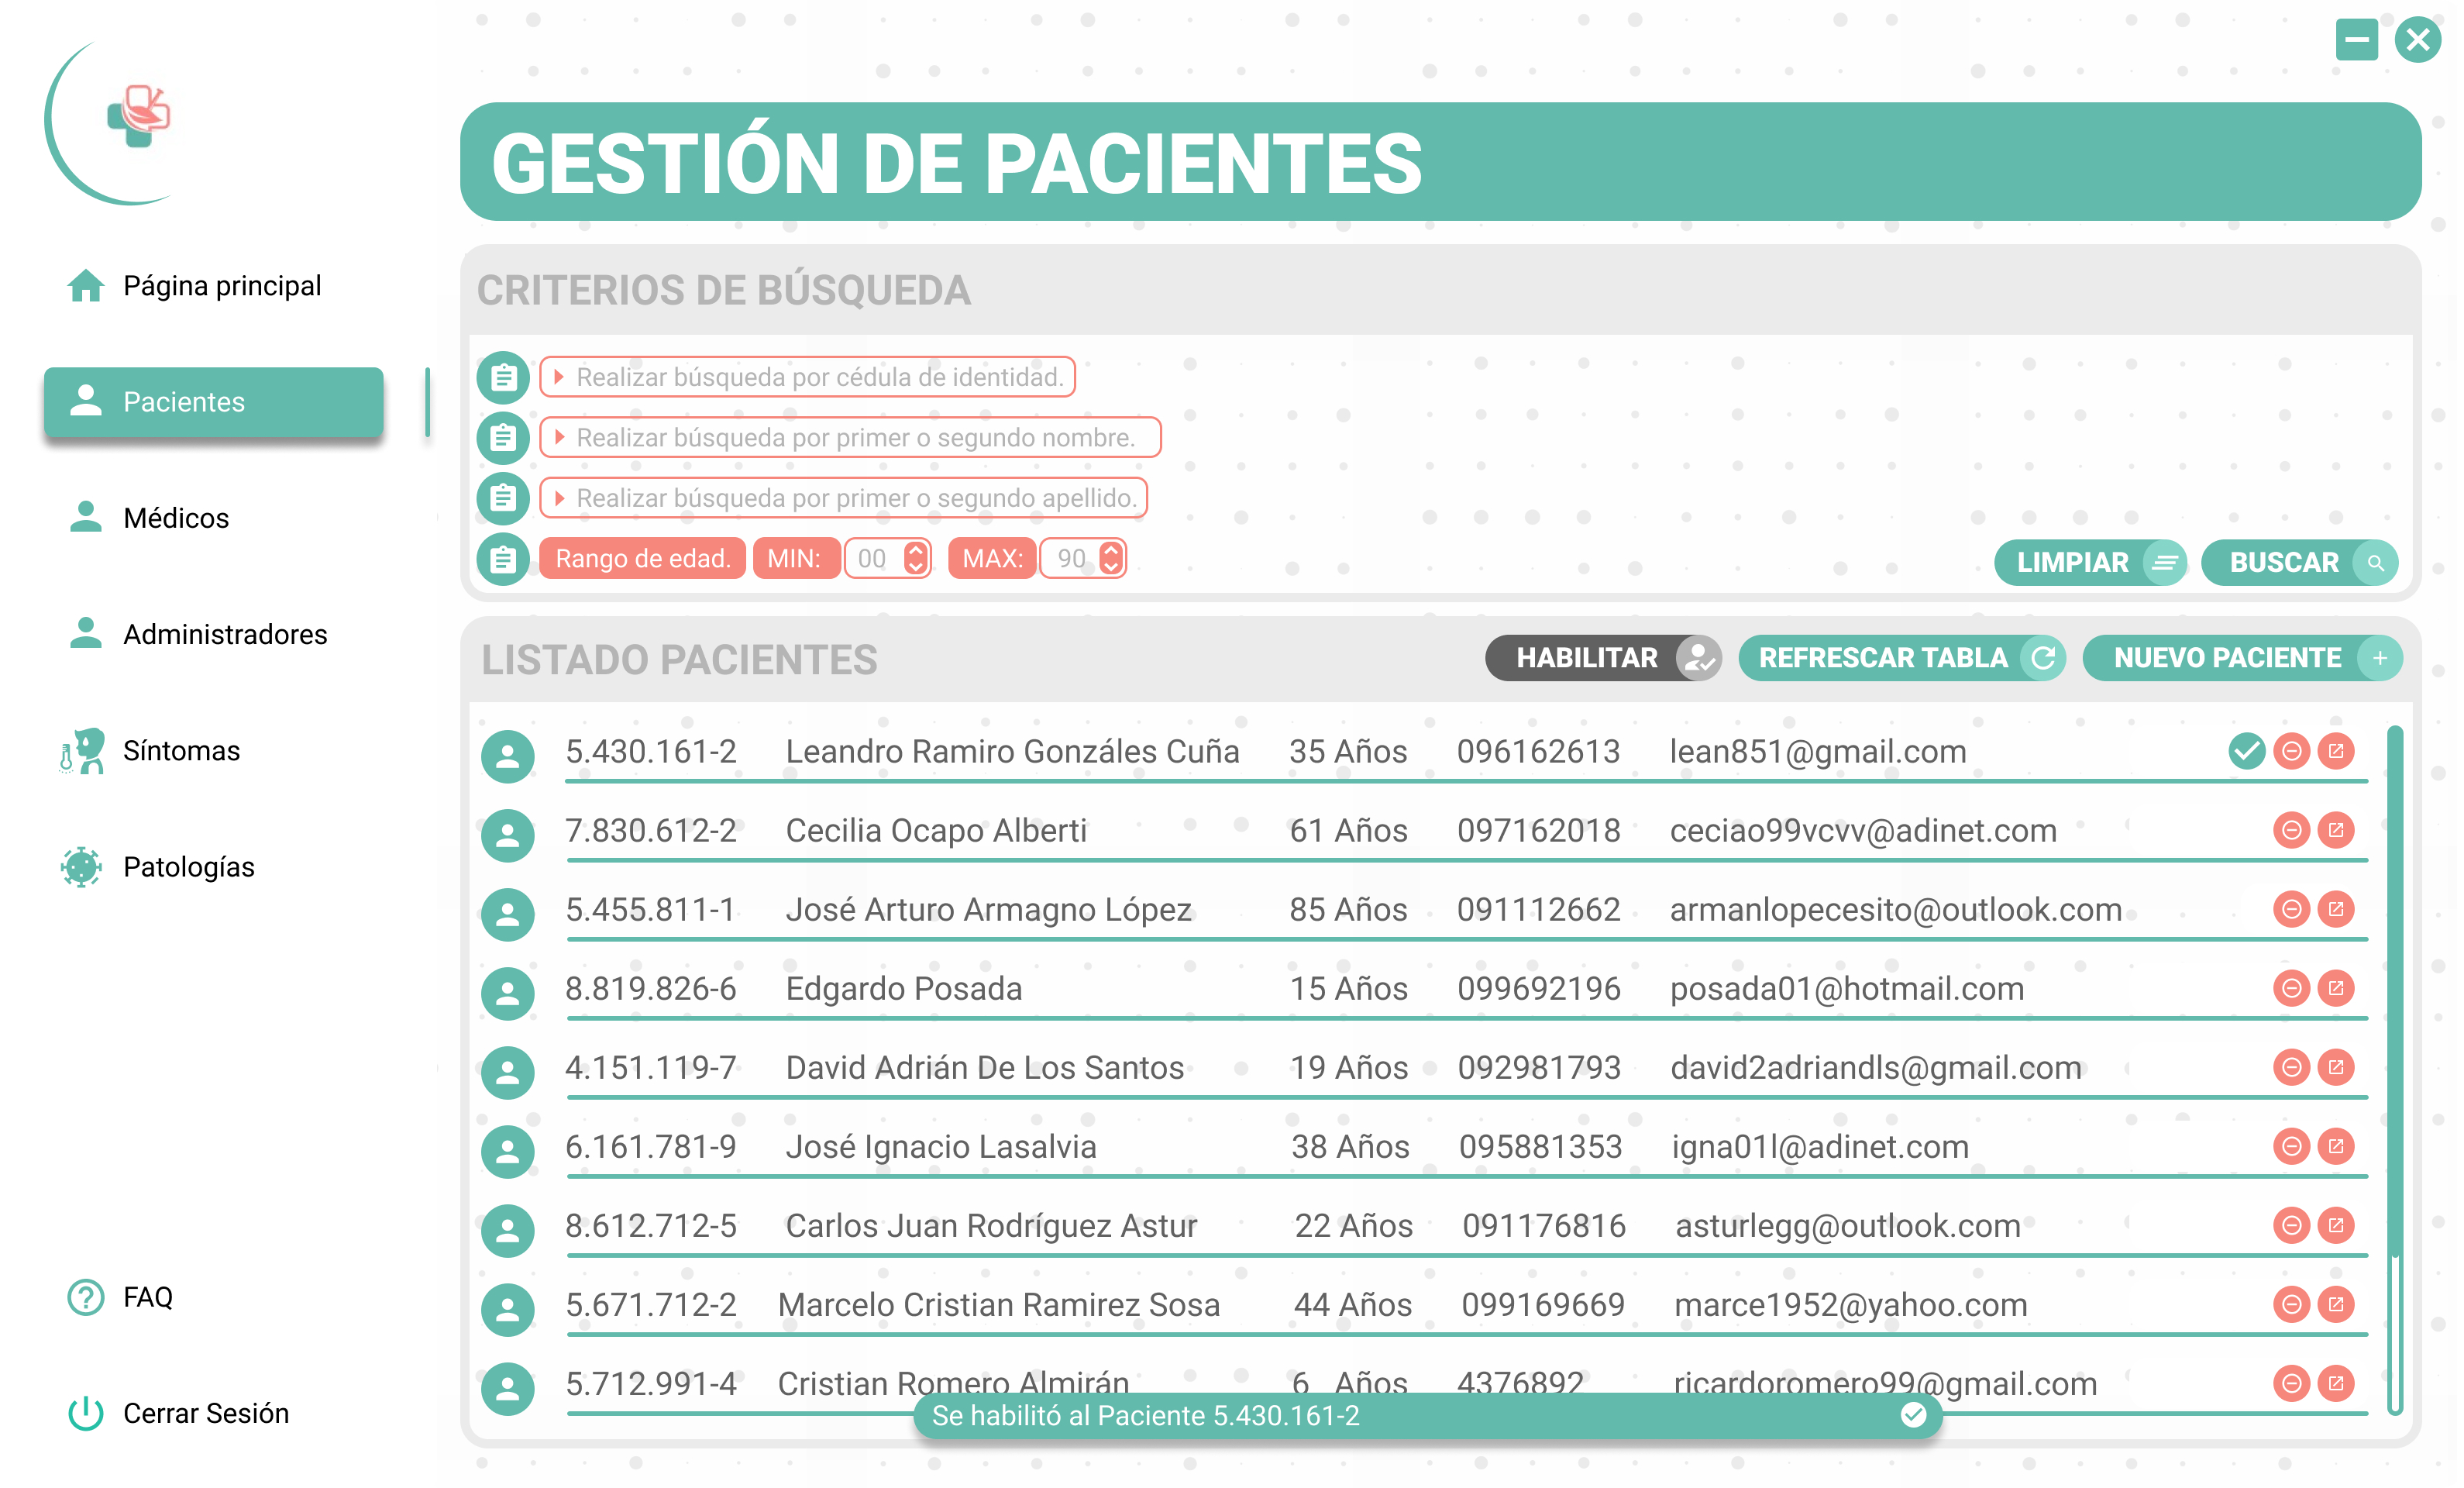 GESTIÓN DE PACIENTES
Página principal
Pacientes
Médicos
Administradores
Síntomas
Patologías
FAQ
Cerrar Sesión
CRITERIOS DE BÚSQUEDA
Realizar búsqueda por cédula de identidad.
Realizar búsqueda por primer o segundo nombre.
Realizar búsqueda por primer o segundo apellido.
Rango de edad. MIN: 00 MAX: 90 LIMPIAR BUSCAR
LISTADO PACIENTES HABILITAR REFRESCAR TABLA NUEVO PACIENTE
5.430.161-2 Leandro Ramiro Gonzáles Cuña 35 Años 096162613 lean851@gmail.com
7.830.612-2 Cecilia Ocapo Alberti 61 Años 097162018 ceciao99vcvv@adinet.com
5.455.811-1 José Arturo Armagno López 85 Años 091112662 armanlopecesito@outlook.com
8.819.826-6 Edgardo Posada 15 Años 099692196 posada01@hotmail.com
4.151.119-7 David Adrián De Los Santos 19 Años 092981793 david2adriandls@gmail.com
6.161.781-9 José Ignacio Lasalvia 38 Años 095881353 igna01l@adinet.com
8.612.712-5 Carlos Juan Rodríguez Astur 22 Años 091176816 asturlegg@outlook.com
5.671.712-2 Marcelo Cristian Ramirez Sosa 44 Años 099169669 marce1952@yahoo.com
5.712.991-4 Cristian Romero Almirán 6 Años 4376892 ricardoromero99@gmail.com
Se habilitó al Paciente 5.430.161-2